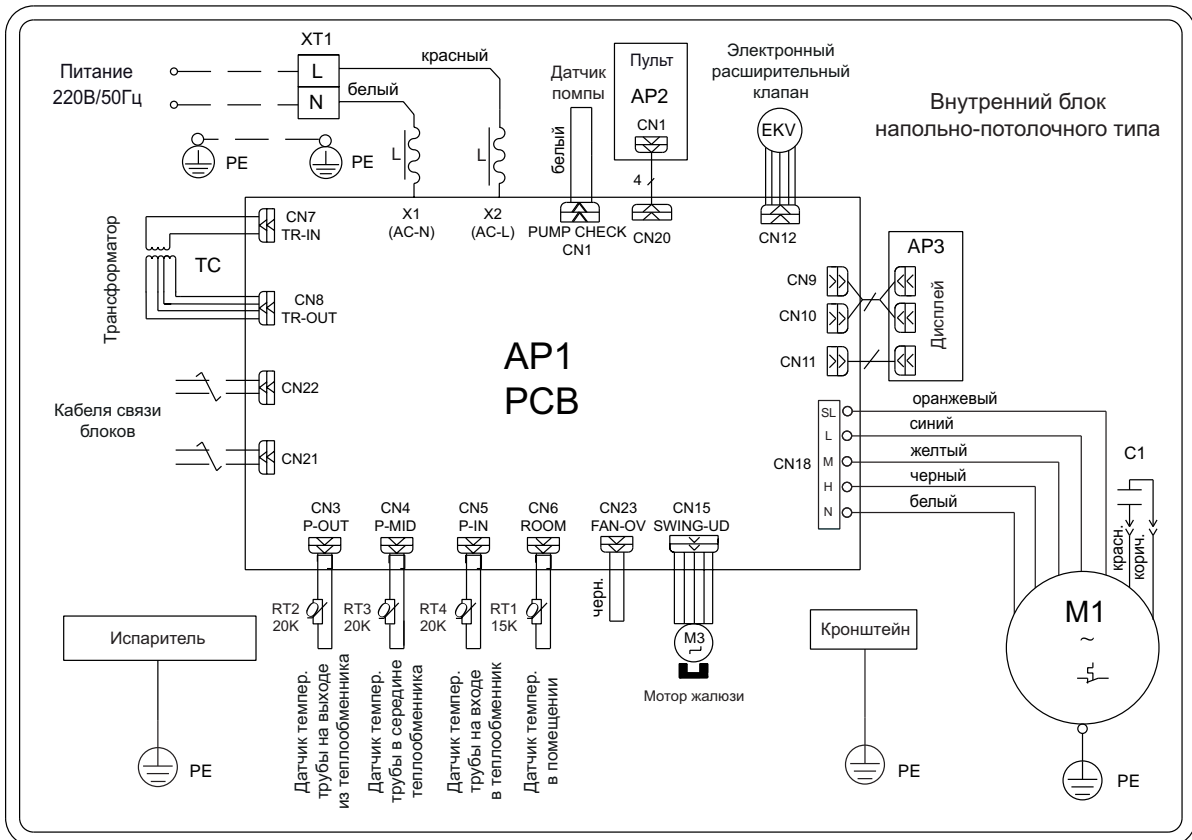 XT1
Питание
220В/50Гц
L
N
красный
белый
PE
PE
L
L
Датчик
помпы
белый
Пульт
AP2
CN1
4
Электронный
расширительный
клапан
EKV
Внутренний блок
напольно-потолочного типа
X1
(AC-N)
X2
(AC-L)
PUMP CHECK
CN1
CN20
CN12
Трансформатор
TC
CN7
TR-IN
CN8
TR-OUT
AP1
PCB
CN9
CN10
CN11
AP3
Дисплей
Кабеля связи
блоков
CN22
CN21
CN18
SL
L
M
H
N
оранжевый
синий
желтый
черный
белый
C1
красн.
корич.
M1
~
PE
CN3
P-OUT
CN4
P-MID
CN5
P-IN
CN6
ROOM
CN23
FAN-OV
CN15
SWING-UD
RT2
20K
RT3
20K
RT4
20K
RT1
15K
черн.
M3
Мотор жалюзи
Испаритель
PE
Датчик темпер.
трубы на выходе
из теплообменника
Датчик темпер.
трубы в середине
теплообменника
Датчик темпер.
трубы на входе
в теплообменник
Датчик темпер.
в помещении
Кронштейн
PE